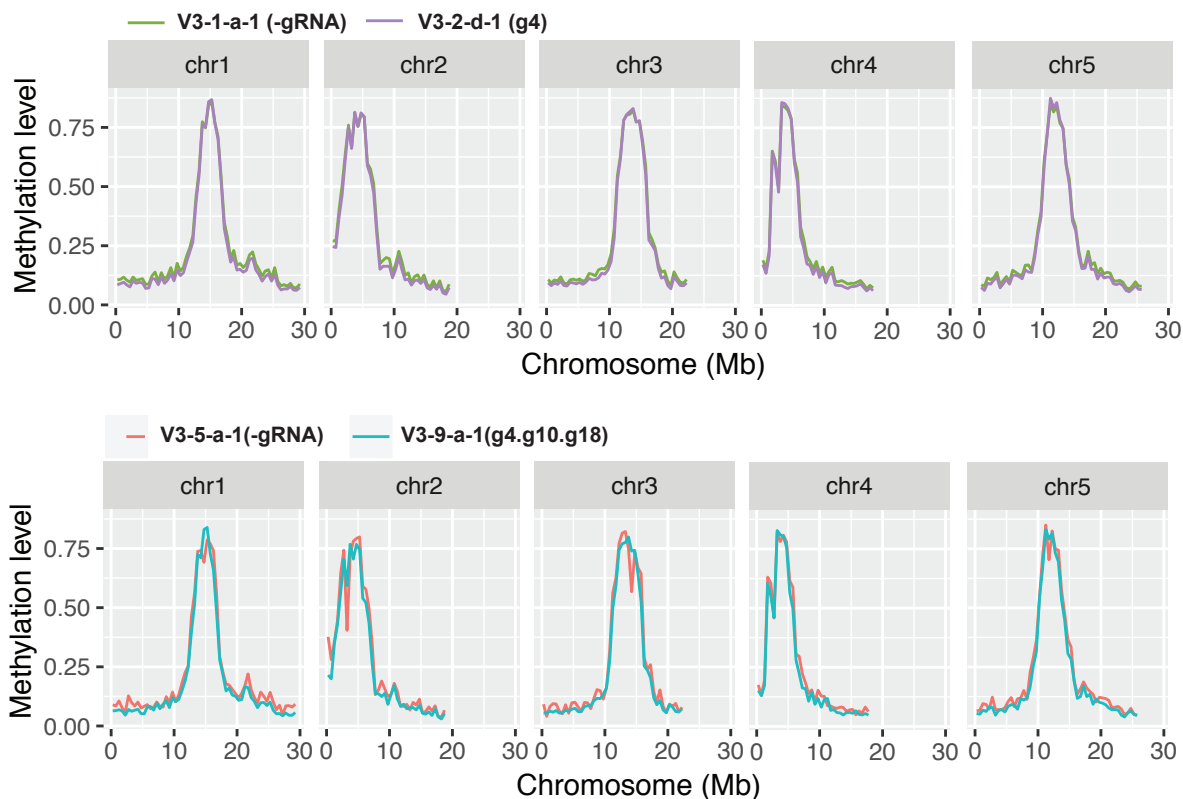 V3-1-a-1 (-gRNA) V3-2-d-1 (g4)
chr1 chr2 chr3 chr4 chr5
Methylation level
0.75
0.50
0.25
0.00
0 10 20 30 0 10 20 30 0 10 20 30 0 10 20 30 0 10 20 30
Chromosome (Mb)
V3-5-a-1(-gRNA) V3-9-a-1(g4.g10.g18)
chr1 chr2 chr3 chr4 chr5
Methylation level
0.75
0.50
0.25
0.00
0 10 20 30 0 10 20 30 0 10 20 30 0 10 20 30 0 10 20 30
Chromosome (Mb)